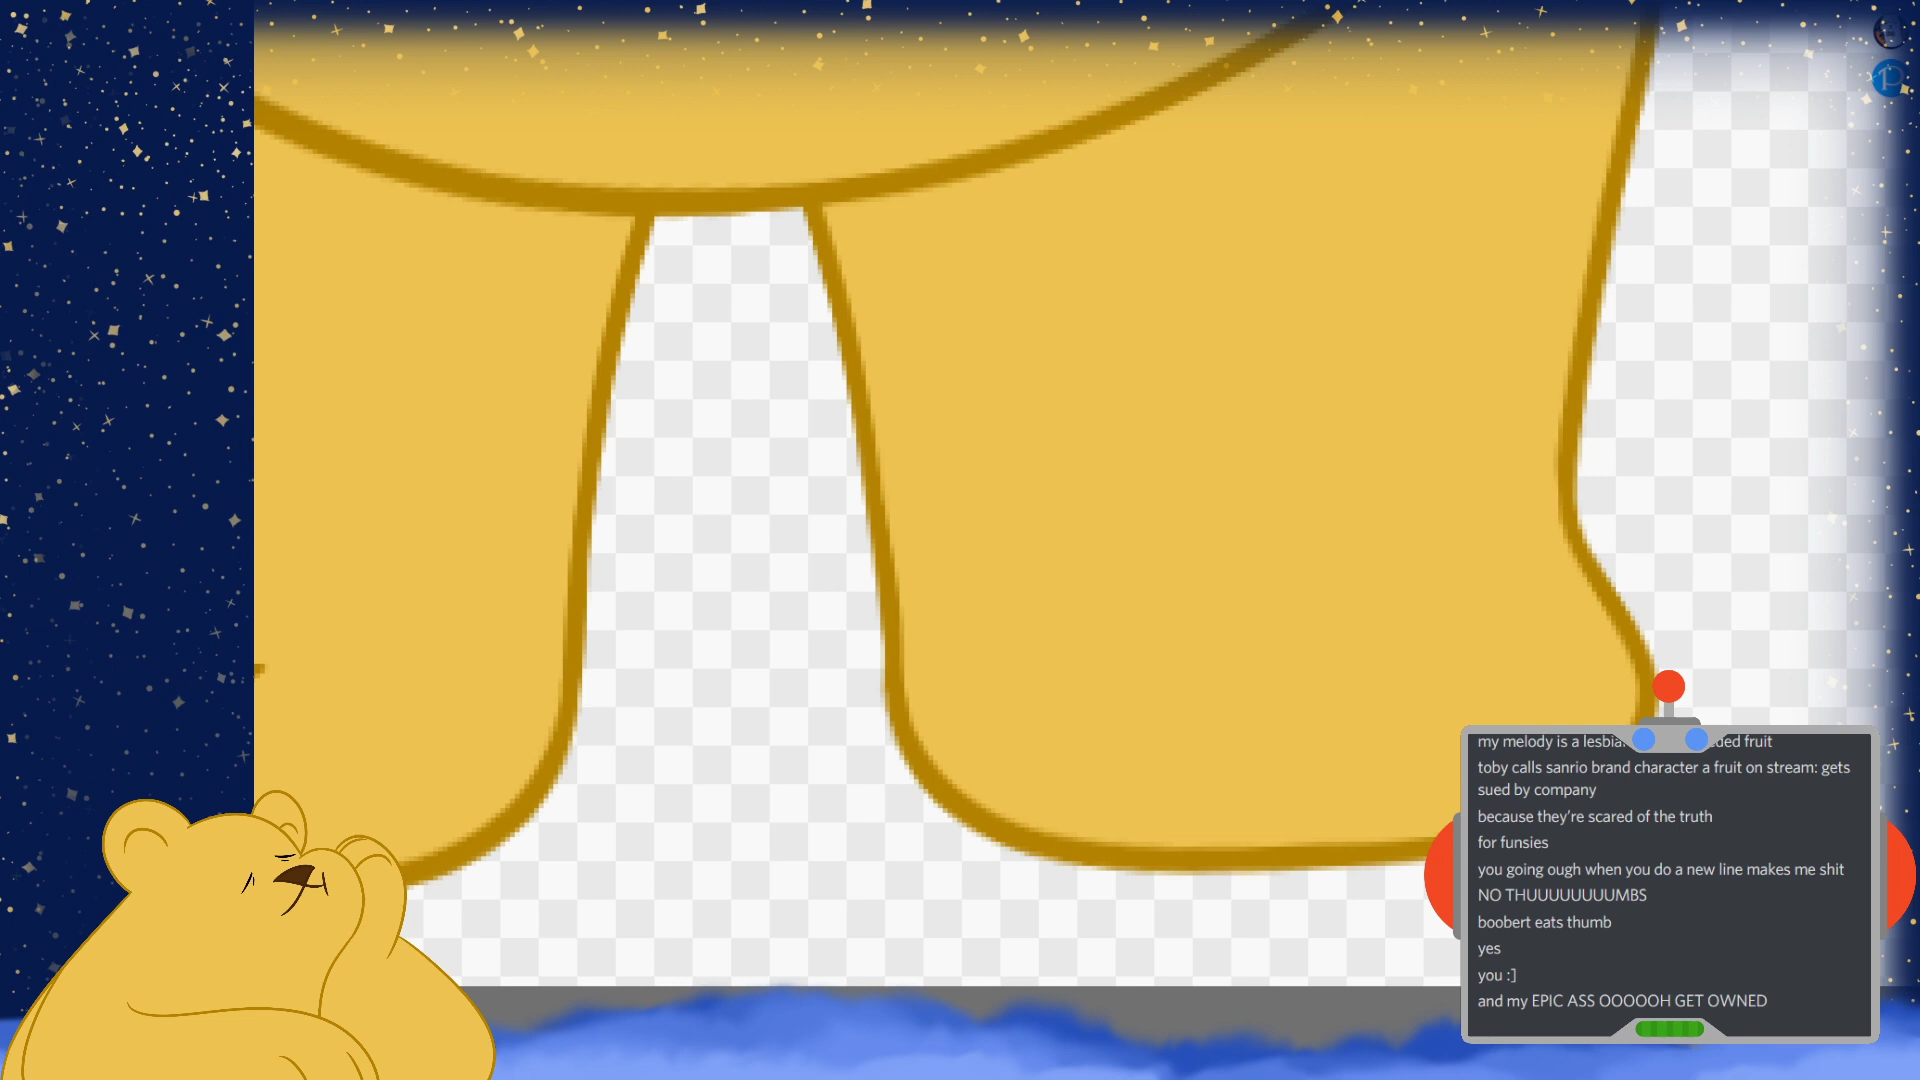 my melody is a lesbia ded fruit
toby calls sanrio brand character a fruit on stream: gets
sued by company
because they're scared of the truth
for funsies
you going ough when you do a new line makes me shit
NO THUUUUUUUUMBS
boobert eats thumb
yes
you :]
and my EPIC ASS OOOOOH GET OWNED